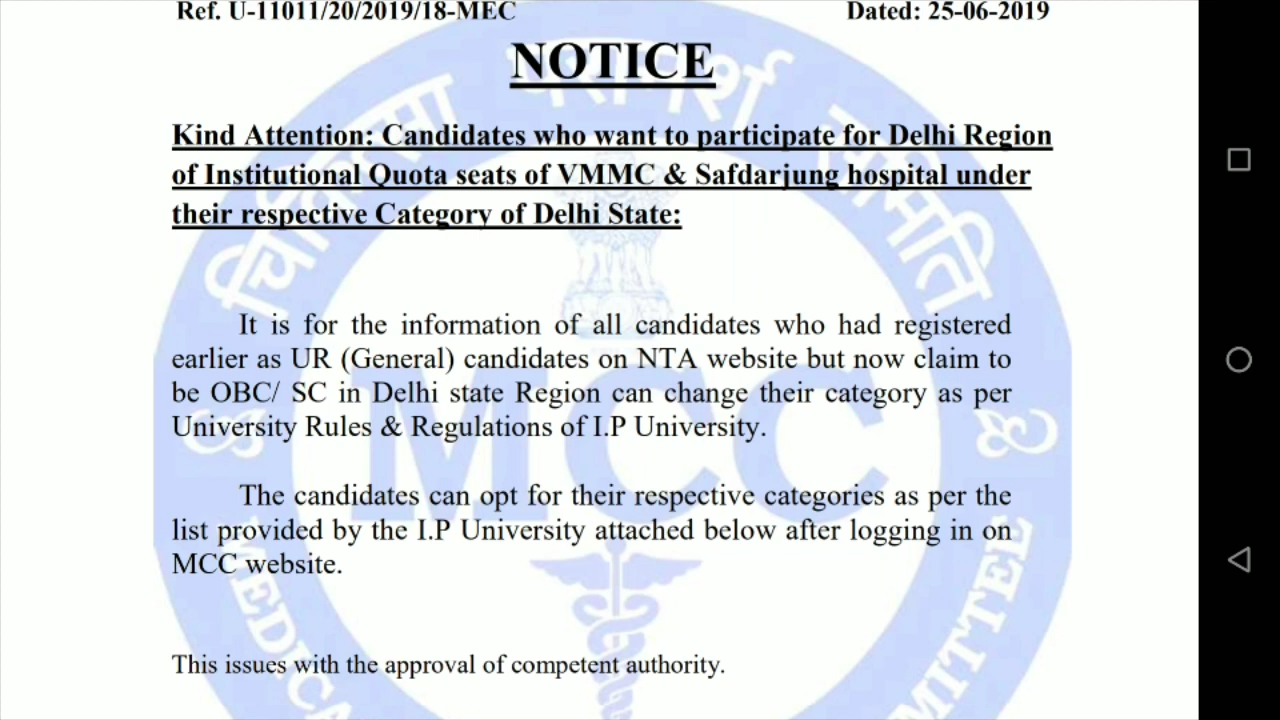 Ref. U-11011/20/2019/18-MEC Dated: 25-06-2019
NOTICE
Kind Attention: Candidates who want to participate for Delhi Region
of Institutional Quota seats of VMMC & Safdarjung hospital under
their respective Category of Delhi State:
चिकित्सा परामर्श समिति
It is for the information of all candidates who had registered
earlier as UR (General) candidates on NTA website but now claim to
be OBC/ SC in Delhi state Region can change their category as per
University Rules & Regulations of I.P University.
MCC
The candidates can opt for their respective categories as per the
list provided by the I.P University attached below after logging in on
MCC website.
This issues with the approval of competent authority.